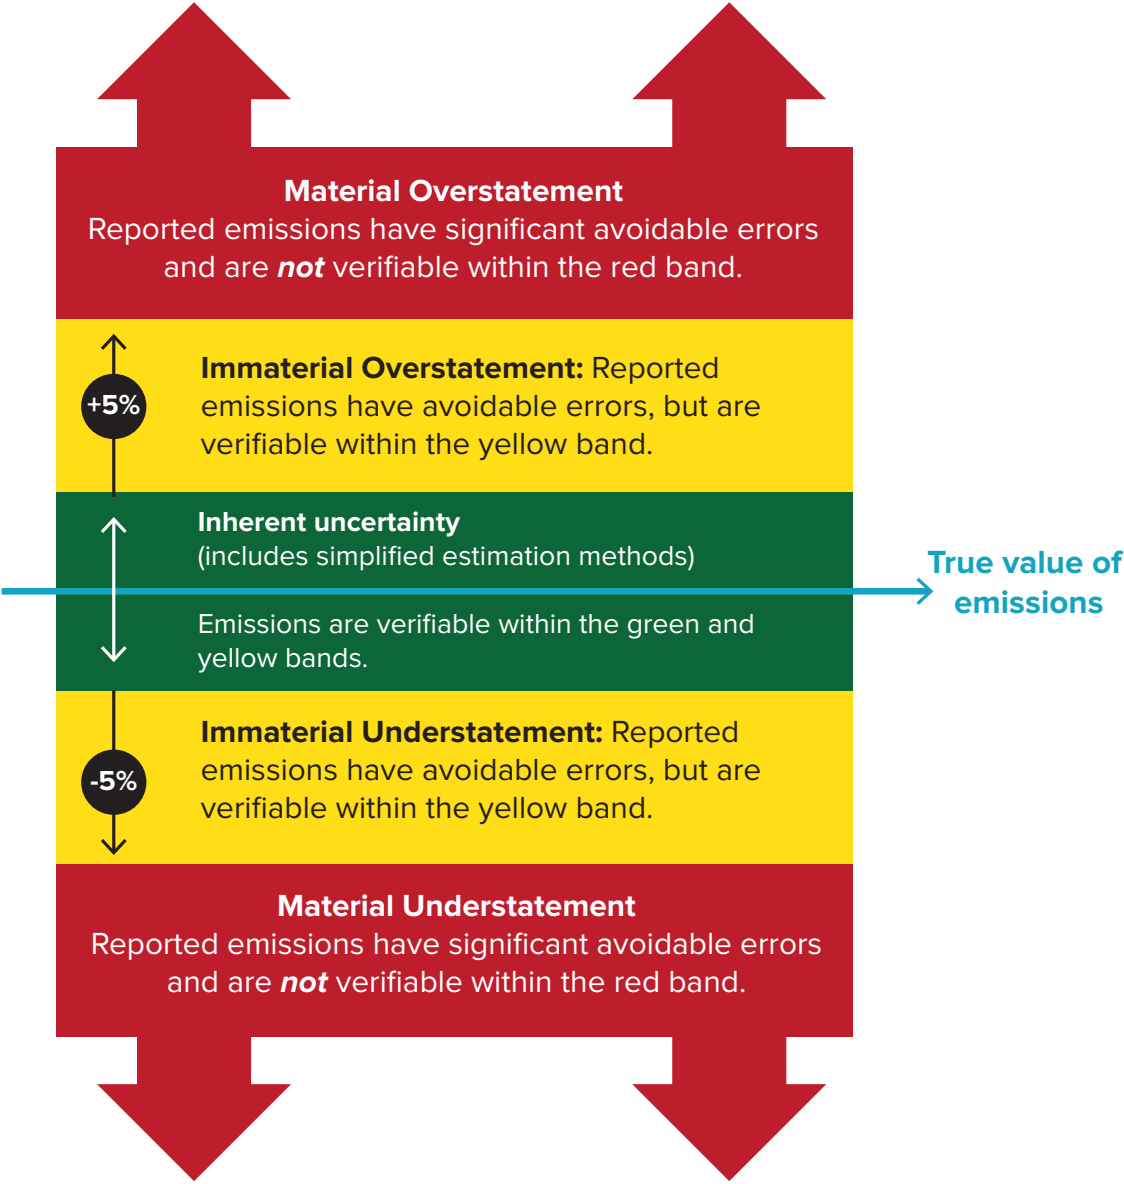 Material Overstatement
Reported emissions have significant avoidable errors
and are not verifiable within the red band.
+5%
Immaterial Overstatement: Reported
emissions have avoidable errors, but are
verifiable within the yellow band.
Inherent uncertainty
(includes simplified estimation methods)
True value of
emissions
Emissions are verifiable within the green and
yellow bands.
-5%
Immaterial Understatement: Reported
emissions have avoidable errors, but are
verifiable within the yellow band.
Material Understatement
Reported emissions have significant avoidable errors
and are not verifiable within the red band.